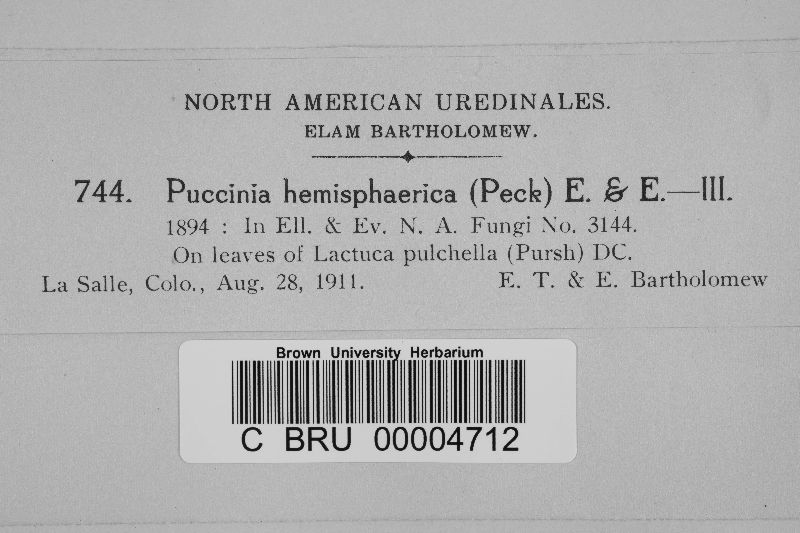 NORTH AMERICAN UREDINALES.
ELAM BARTHOLOMEW.
744. Puccinia hemisphaerica (Peck) E. & E.—III.
1894 : In Ell. & Ev. N. A. Fungi No. 3144.
On leaves of Lactuca pulchella (Pursh) DC.
La Salle, Colo., Aug. 28, 1911. E. T. & E. Bartholomew
Brown University Herbarium
C BRU 00004712